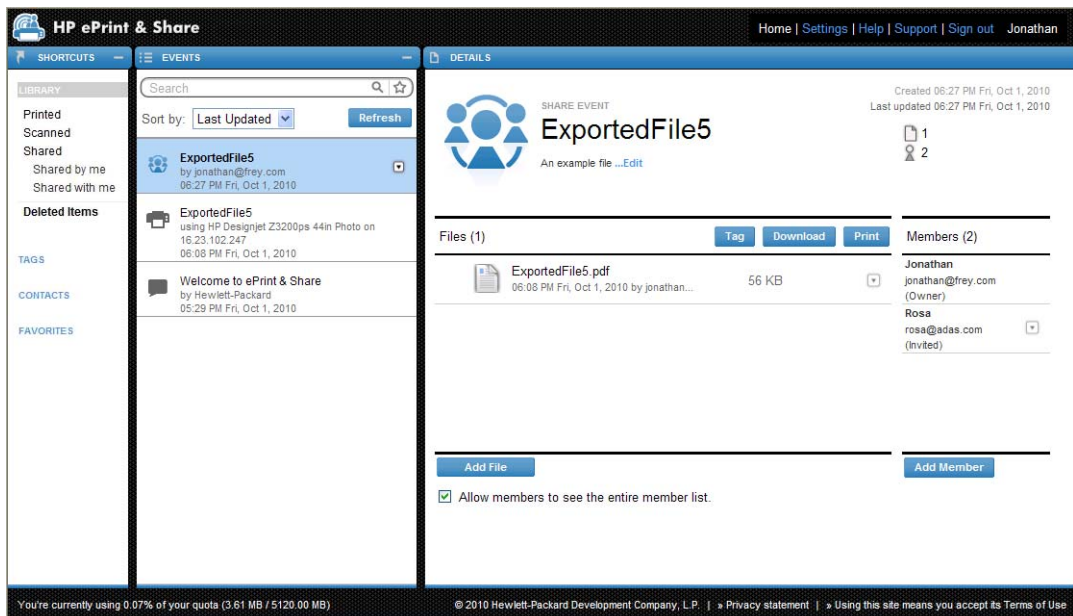 HP ePrint & Share
Home | Settings | Help | Support | Sign out Jonathan
SHORTCUTS
LIBRARY
Printed
Scanned
Shared
Shared by me
Shared with me
Deleted Items
TAGS
CONTACTS
FAVORITES
EVENTS
Search
Sort by: Last Updated Refresh
ExportedFile5
by jonathan@frey.com
06:27 PM Fri, Oct 1, 2010
ExportedFile5
using HP Designjet Z3200ps 44in Photo on
16.23.102.247
06:08 PM Fri, Oct 1, 2010
Welcome to ePrint & Share
by Hewlett-Packard
05:29 PM Fri, Oct 1, 2010
DETAILS
Created 06:27 PM Fri, Oct 1, 2010
Last updated 06:27 PM Fri, Oct 1, 2010
1
2
SHARE EVENT
ExportedFile5
An example file ...Edit
Files (1) Tag Download Print
ExportedFile5.pdf 56 KB
06:08 PM Fri, Oct 1, 2010 by jonathan...
Members (2)
Jonathan
jonathan@frey.com
(Owner)
Rosa
rosa@adas.com
(Invited)
Add File
Add Member
Allow members to see the entire member list.
You're currently using 0.07% of your quota (3.61 MB / 5120.00 MB)
© 2010 Hewlett-Packard Development Company, L.P. | » Privacy statement | » Using this site means you accept its Terms of Use